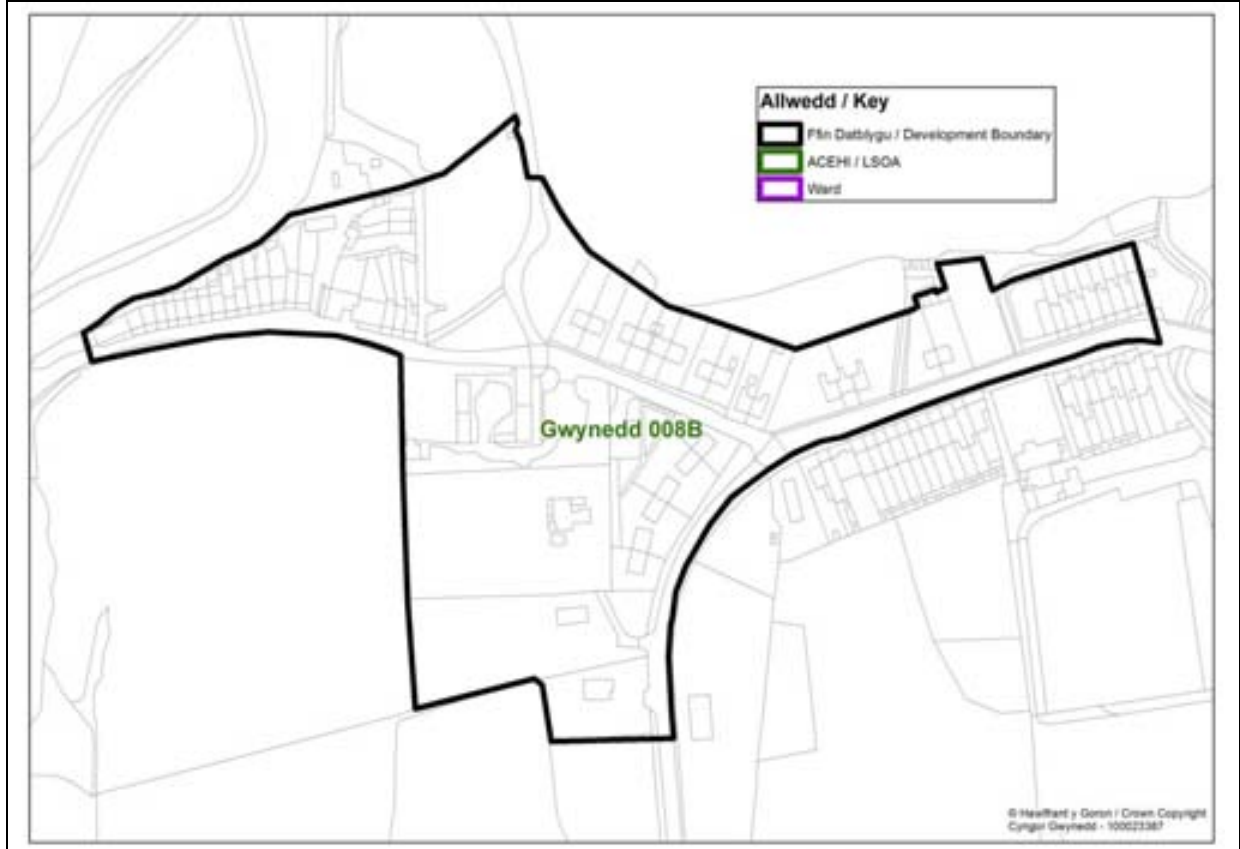 Allwedd / Key
Ffin Datblygu / Development Boundary
ACEHI / LSOA
Ward
Gwynedd 008B
© Hawlfraint y Goron / Crown Copyright
Cyngor Gwynedd - 100023387